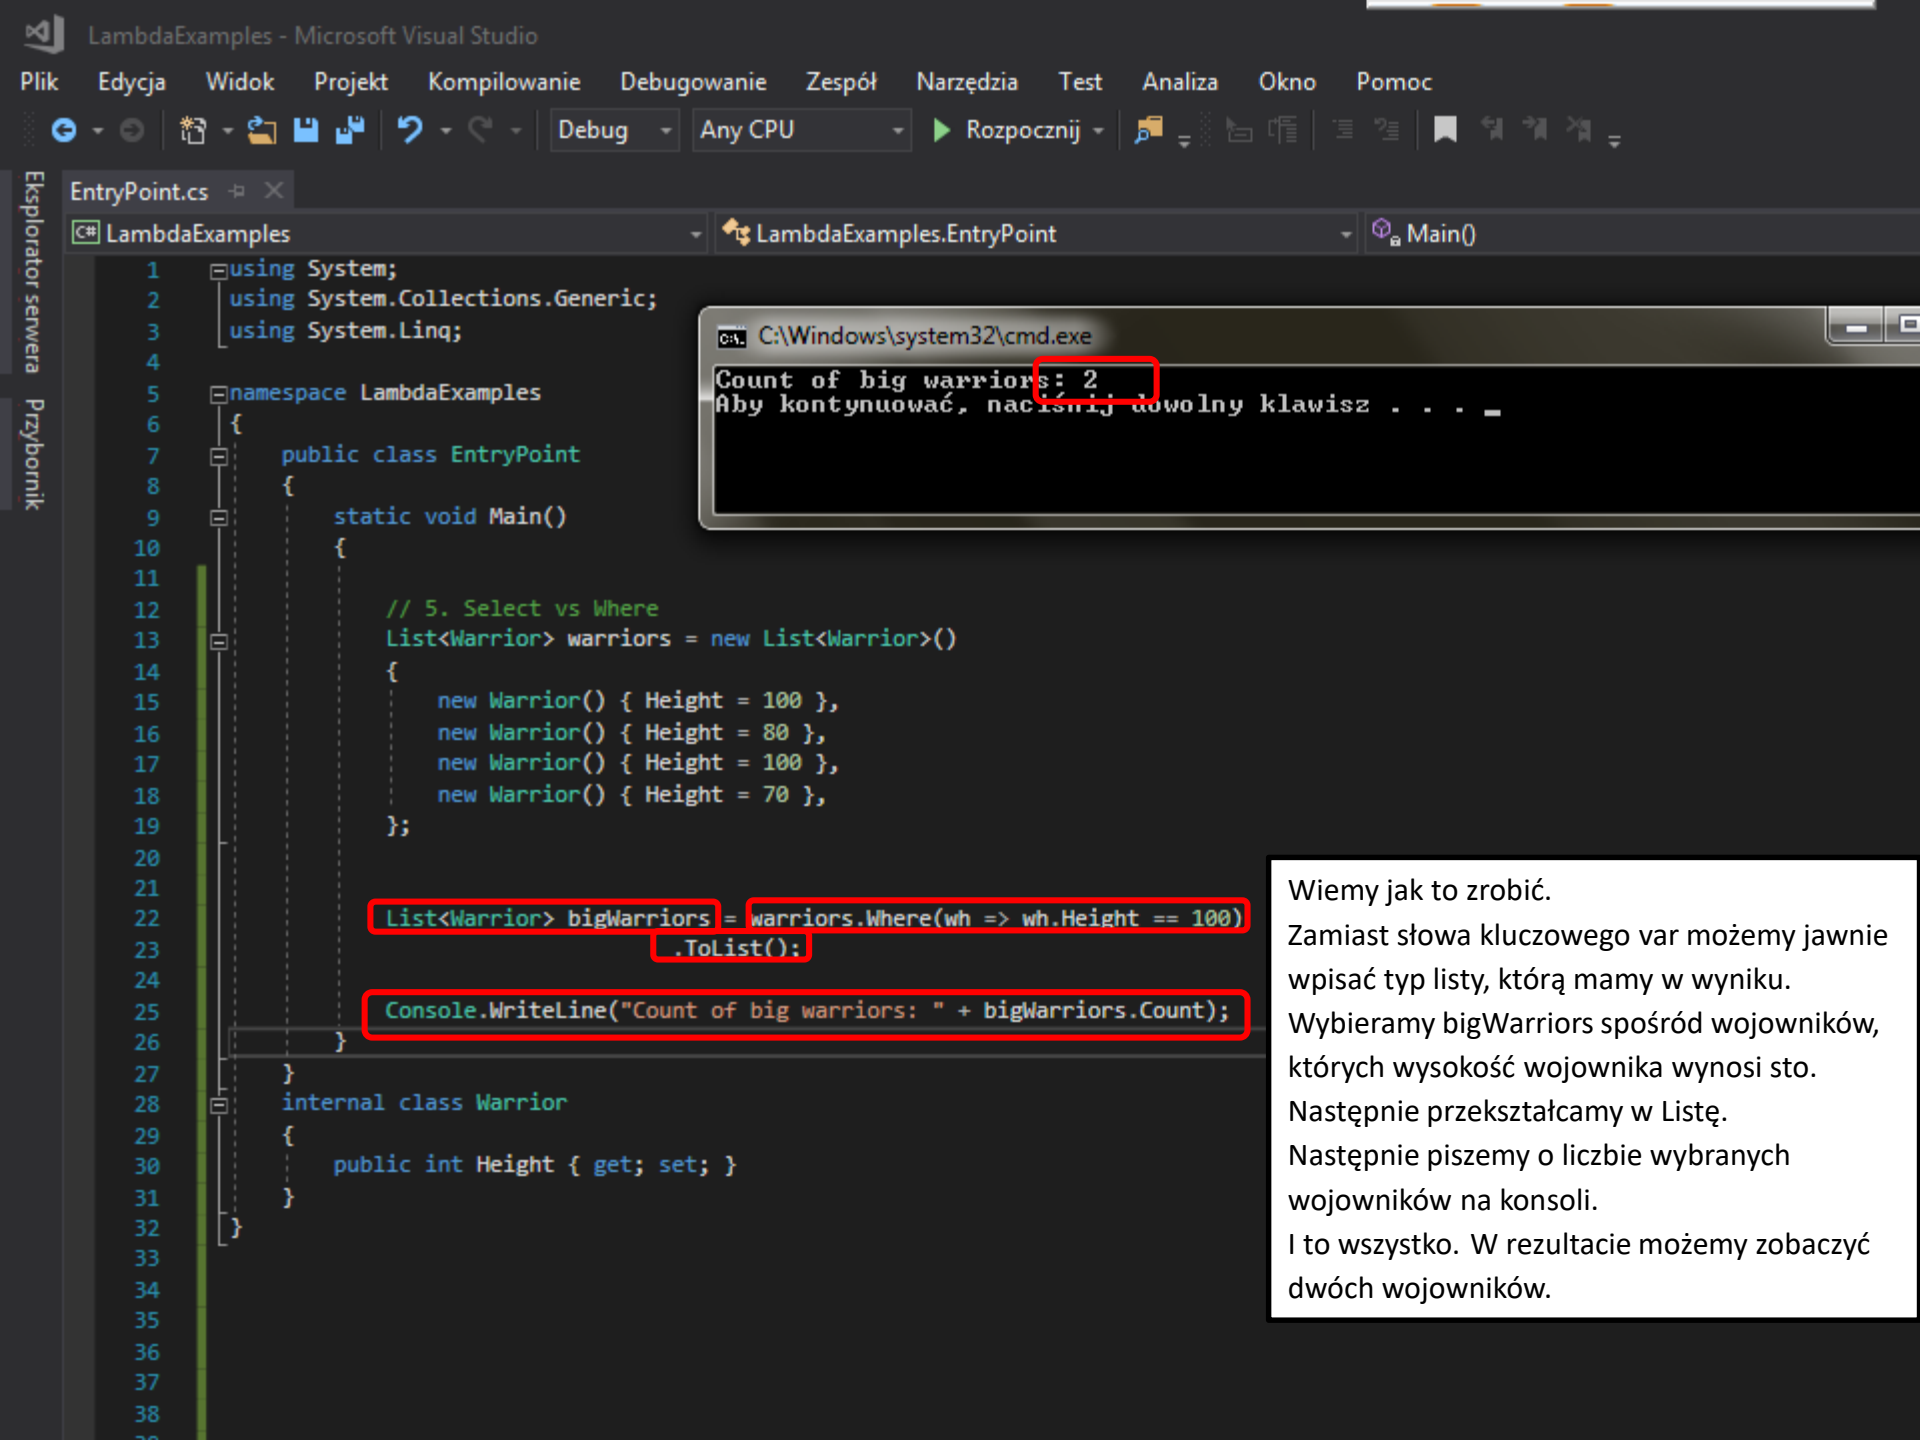 LambdaExamples - Microsoft Visual Studio
Plik Edycja Widok Projekt Kompilowanie Debugowanie Zespół Narzędzia Test Analiza Okno Pomoc
Debug Any CPU Rozpocznij
Eksplorator serwera
Przybornik
EntryPoint.cs
C# LambdaExamples LambdaExamples.EntryPoint Main()
1 using System;
2 using System.Collections.Generic;
3 using System.Linq;
4
5 namespace LambdaExamples
6 {
7 public class EntryPoint
8 {
9 static void Main()
10 {
11
12 // 5. Select vs Where
13 List<Warrior> warriors = new List<Warrior>()
14 {
15 new Warrior() { Height = 100 },
16 new Warrior() { Height = 80 },
17 new Warrior() { Height = 100 },
18 new Warrior() { Height = 70 },
19 };
20
21
22 List<Warrior> bigWarriors = warriors.Where(wh => wh.Height == 100)
23 .ToList();
24
25 Console.WriteLine("Count of big warriors: " + bigWarriors.Count);
26 }
27 }
28 internal class Warrior
29 {
30 public int Height { get; set; }
31 }
32 }
33
34
35
36
37
38
C:\Windows\system32\cmd.exe
Count of big warriors: 2
Aby kontynuować, naciśnij dowolny klawisz . . . _
Wiemy jak to zrobić.
Zamiast słowa kluczowego var możemy jawnie
wpisać typ listy, którą mamy w wyniku.
Wybieramy bigWarriors spośród wojowników,
których wysokość wojownika wynosi sto.
Następnie przekształcamy w Listę.
Następnie piszemy o liczbie wybranych
wojowników na konsoli.
I to wszystko. W rezultacie możemy zobaczyć
dwóch wojowników.